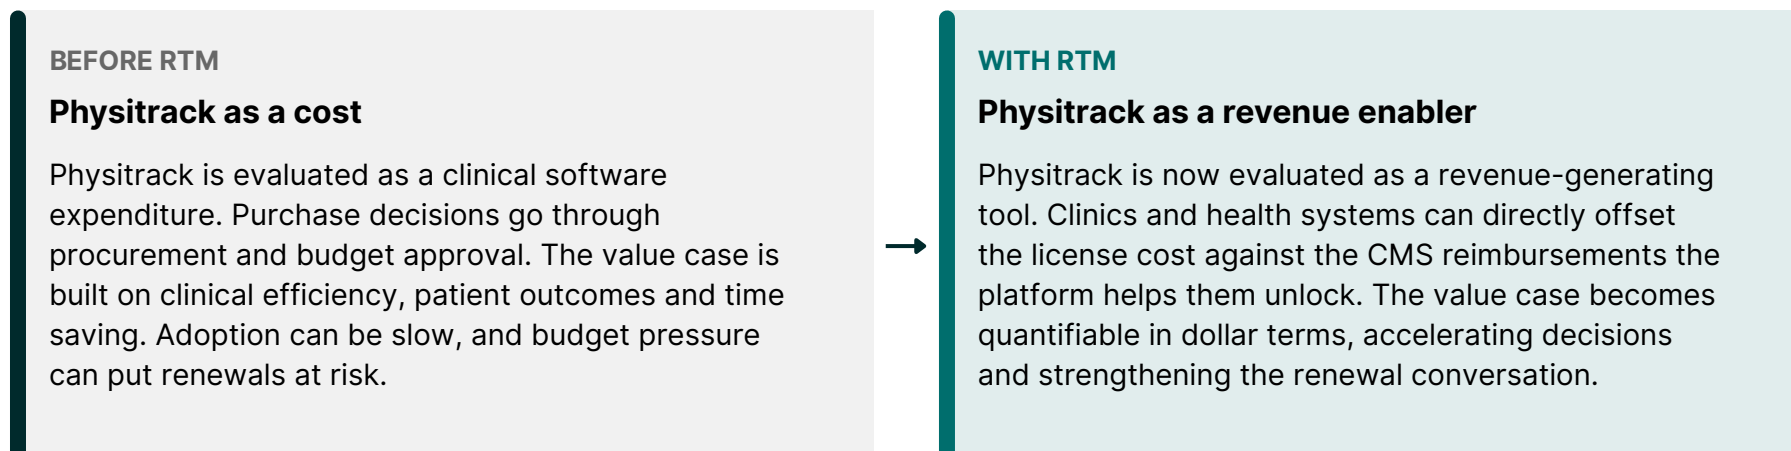 BEFORE RTM
Physitrack as a cost
Physitrack is evaluated as a clinical software
expenditure. Purchase decisions go through
procurement and budget approval. The value case is
built on clinical efficiency, patient outcomes and time
saving. Adoption can be slow, and budget pressure
can put renewals at risk.
WITH RTM
Physitrack as a revenue enabler
Physitrack is now evaluated as a revenue-generating
tool. Clinics and health systems can directly offset
the license cost against the CMS reimbursements the
platform helps them unlock. The value case becomes
quantifiable in dollar terms, accelerating decisions
and strengthening the renewal conversation.